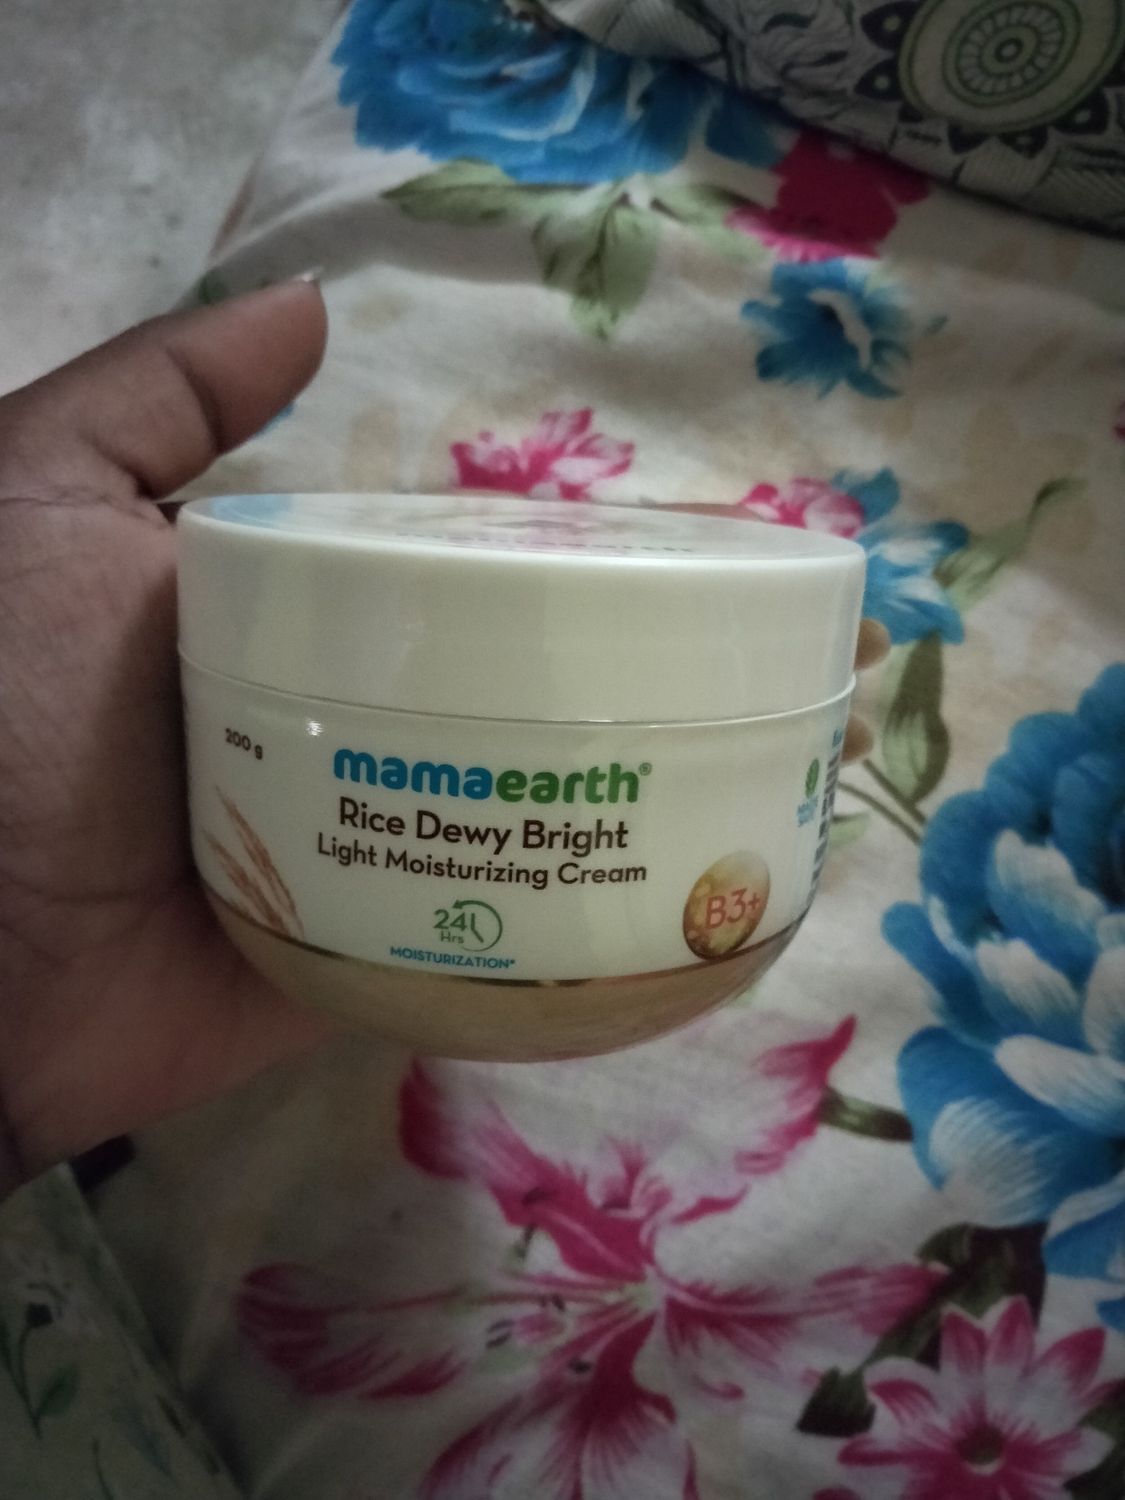 200 g
mamaearth®
Rice Dewy Bright
Light Moisturizing Cream
24
Hrs
MOISTURIZATION*
B3+